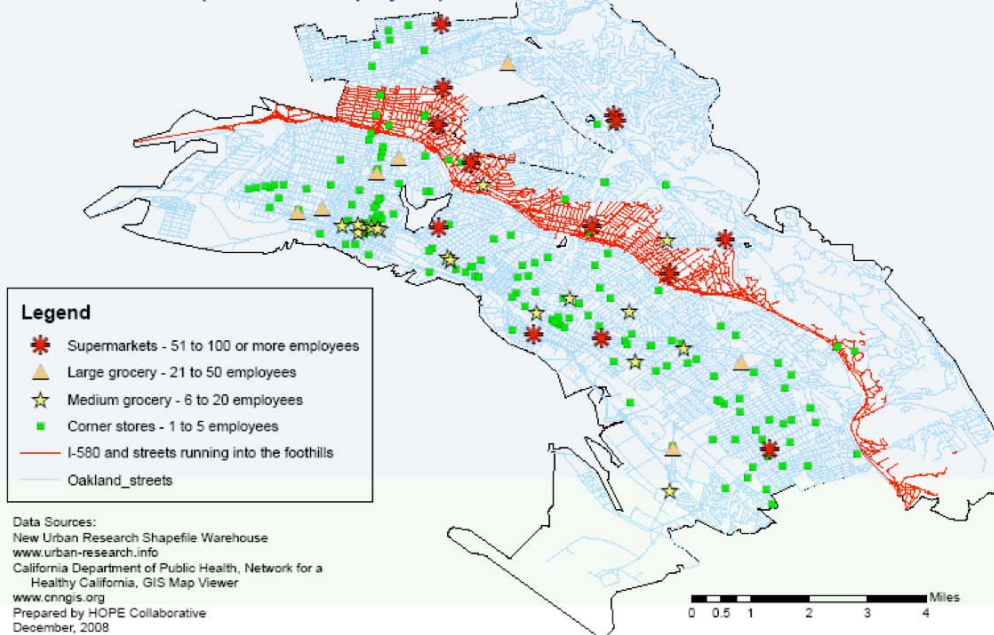 Legend
Supermarkets - 51 to 100 or more employees
Large grocery - 21 to 50 employees
Medium grocery - 6 to 20 employees
Corner stores - 1 to 5 employees
I-580 and streets running into the foothills
Oakland_streets
Data Sources:
New Urban Research Shapefile Warehouse
www.urban-research.info
California Department of Public Health, Network for a
Healthy California, GIS Map Viewer
www.cnngis.org
Prepared by HOPE Collaborative
December, 2008
Miles
0 0.5 1 2 3 4